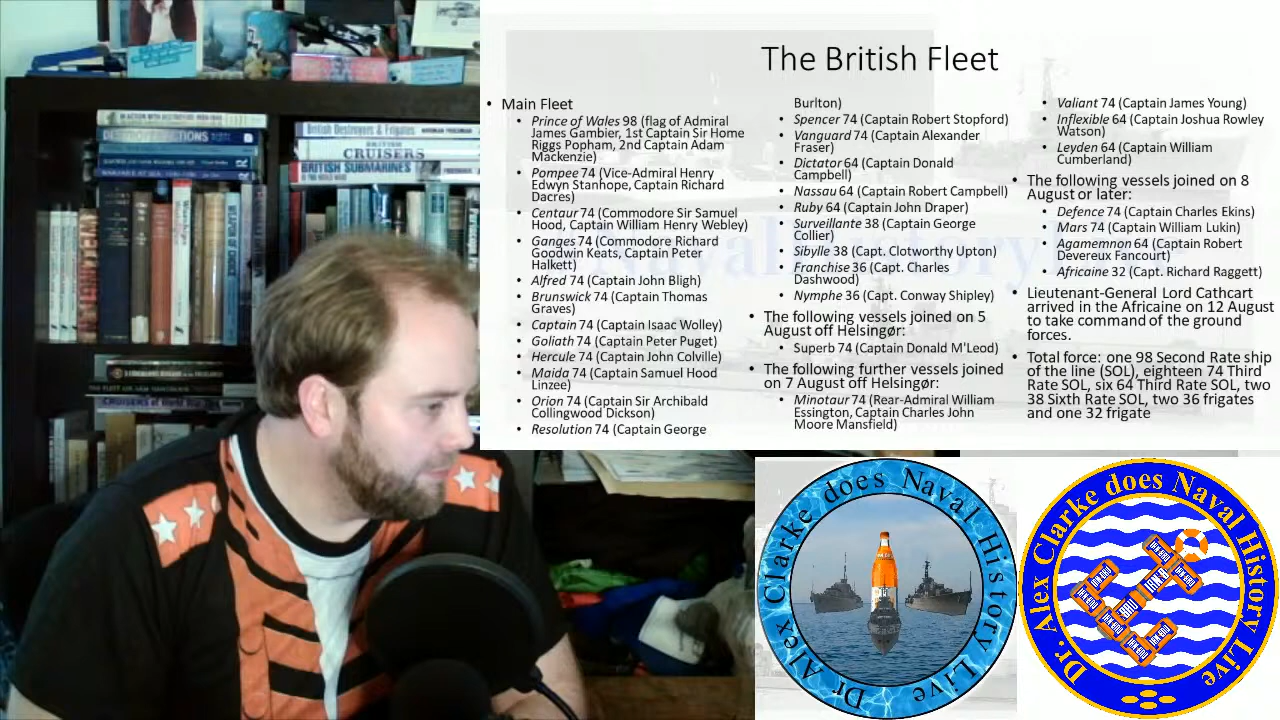 The British Fleet
• Main Fleet
• Prince of Wales 98 (flag of Admiral
James Gambier, 1st Captain Sir Home
Riggs Popham, 2nd Captain Adam
Mackenzie)
• Pompee 74 (Vice-Admiral Henry
Edwyn Stanhope, Captain Richard
Dacres)
• Centaur 74 (Commodore Sir Samuel
Hood, Captain William Henry Webley)
• Ganges 74 (Commodore Richard
Goodwin Keats, Captain Peter
Halkett)
• Alfred 74 (Captain John Bligh)
• Brunswick 74 (Captain Thomas
Graves)
• Captain 74 (Captain Isaac Wolley)
• Goliath 74 (Captain Peter Puget)
• Hercule 74 (Captain John Colville)
• Maida 74 (Captain Samuel Hood
Linzee)
• Orion 74 (Captain Sir Archibald
Collingwood Dickson)
• Resolution 74 (Captain George
Burlton)
• Spencer 74 (Captain Robert Stopford)
• Vanguard 74 (Captain Alexander
Fraser)
• Dictator 64 (Captain Donald
Campbell)
• Nassau 64 (Captain Robert Campbell)
• Ruby 64 (Captain John Draper)
• Surveillante 38 (Captain George
Collier)
• Sibylle 38 (Capt. Clotworthy Upton)
• Franchise 36 (Capt. Charles
Dashwood)
• Nymphe 36 (Capt. Conway Shipley)
• The following vessels joined on 5
August off Helsingør:
• Superb 74 (Captain Donald M'Leod)
• The following further vessels joined
on 7 August off Helsingør:
• Minotaur 74 (Rear-Admiral William
Essington, Captain Charles John
Moore Mansfield)
• Valiant 74 (Captain James Young)
• Inflexible 64 (Captain Joshua Rowley
Watson)
• Leyden 64 (Captain William
Cumberland)
• The following vessels joined on 8
August or later:
• Defence 74 (Captain Charles Ekins)
• Mars 74 (Captain William Lukin)
• Agamemnon 64 (Captain Robert
Devereux Fancourt)
• Africaine 32 (Capt. Richard Raggett)
• Lieutenant-General Lord Cathcart
arrived in the Africaine on 12 August
to take command of the ground
forces.
• Total force: one 98 Second Rate ship
of the line (SOL), eighteen 74 Third
Rate SOL, six 64 Third Rate SOL, two
38 Sixth Rate SOL, two 36 frigates
and one 32 frigate
British Destroyers & Frigates
BRITISH
CRUISERS
BRITISH SUBMARINES
Dr Alex Clarke does Naval History Live
Dr. Alex Clarke does Naval History Live